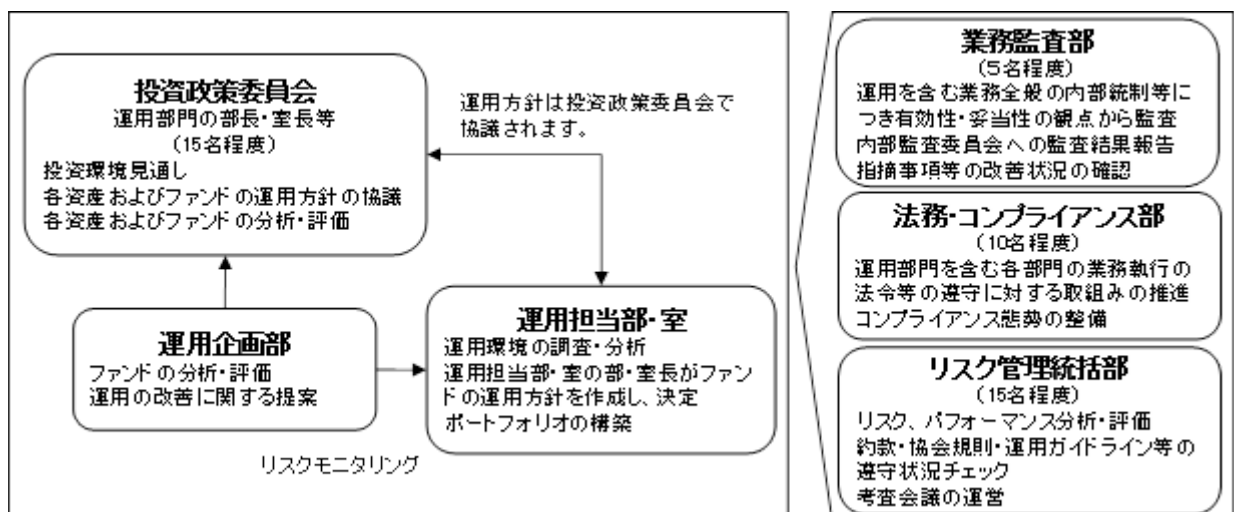 投資政策委員会
運用部門の部長・室長等
(15名程度)
投資環境見通し
各資産およびファンドの運用方針の協議
各資産およびファンドの分析・評価
運用方針は投資政策委員会で
協議されます。
運用企画部
ファンドの分析・評価
運用の改善に関する提案
運用担当部・室
運用環境の調査・分析
運用担当部・室の部・室長がファン
ドの運用方針を作成し、決定
ポートフォリオの構築
リスクモニタリング
業務監査部
(5名程度)
運用を含む業務全般の内部統制等に
つき有効性・妥当性の観点から監査
内部監査委員会への監査結果報告
指摘事項等の改善状況の確認
法務・コンプライアンス部
(10名程度)
運用部門を含む各部門の業務執行の
法令等の遵守に対する取組みの推進
コンプライアンス態勢の整備
リスク管理統括部
(15名程度)
リスク、パフォーマンス分析・評価
約款・協会規則・運用ガイドライン等の
遵守状況チェック
考査会議の運営